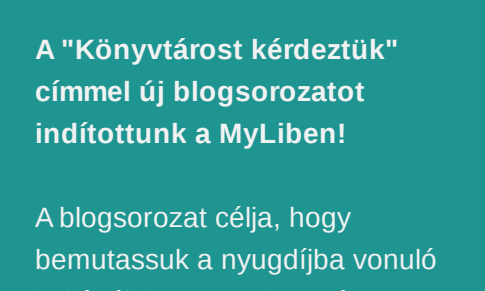 A "Könyvtárost kérdeztük"
címmel új blogsorozatot
indítottunk a MyLiben!
A blogsorozat célja, hogy
bemutassuk a nyugdíjba vonuló